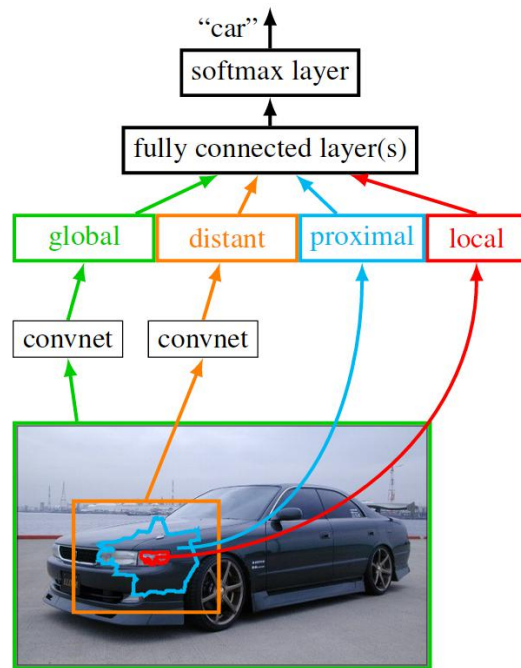 “car”
softmax layer
fully connected layer(s)
global distant proximal local
convnet convnet